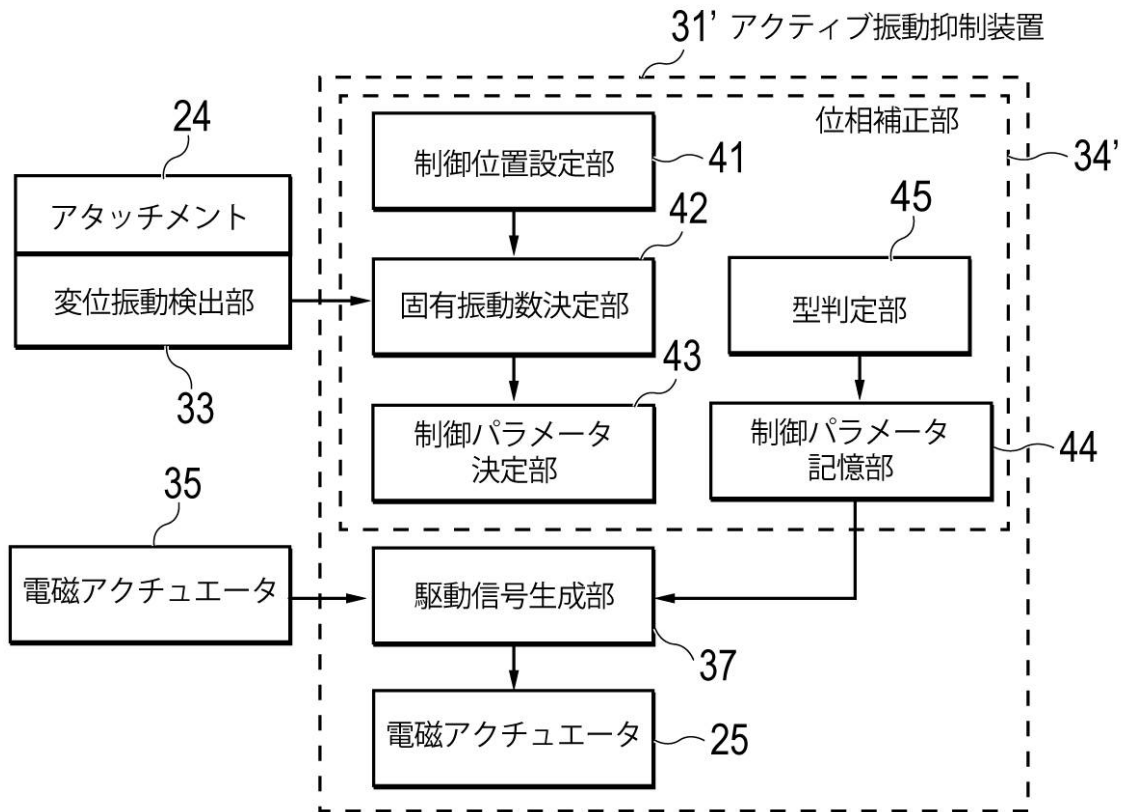 31’ アクティブ振動抑制装置
位相補正部
34’
24
アタッチメント
変位振動検出部
33
制御位置設定部
41
42
固有振動数決定部
43
制御パラメータ
決定部
45
型判定部
制御パラメータ
記憶部
44
35
電磁アクチュエータ
駆動信号生成部
37
電磁アクチュエータ
25